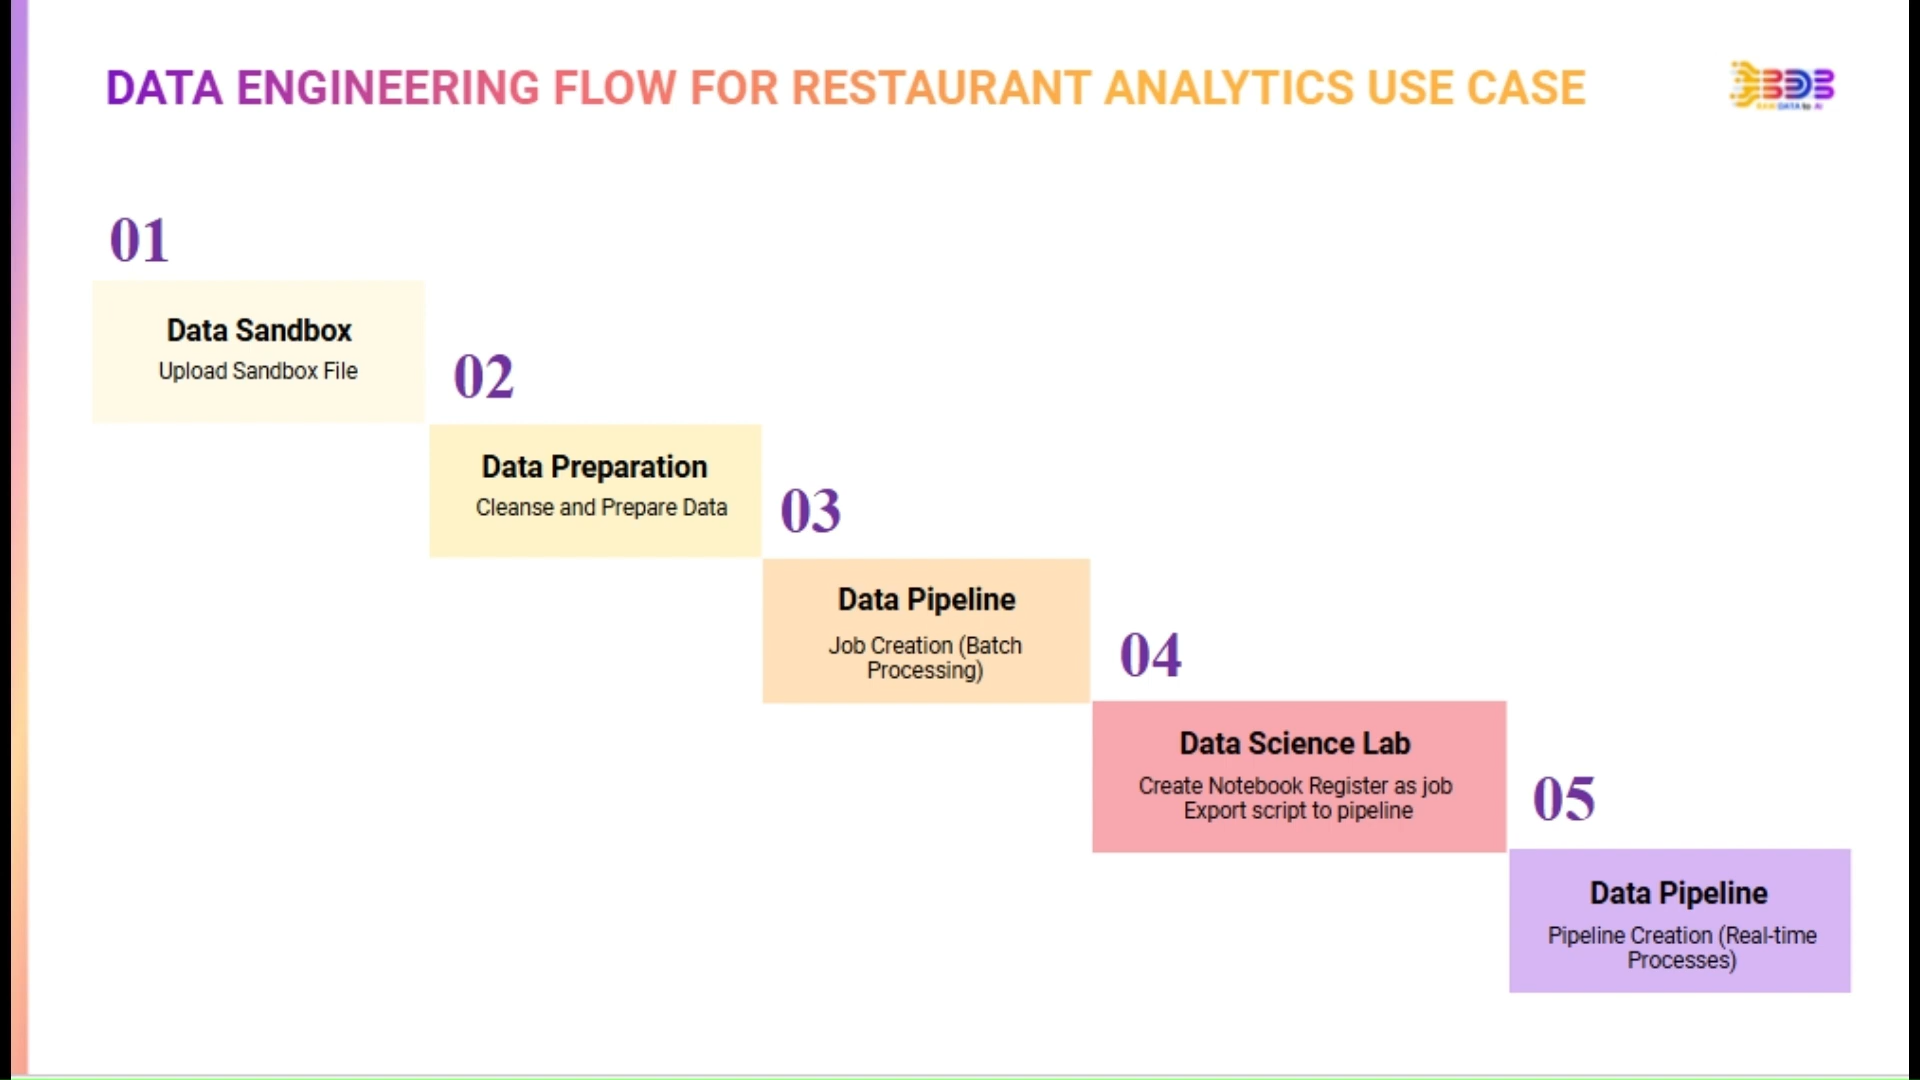 DATA ENGINEERING FLOW FOR RESTAURANT ANALYTICS USE CASE
BDB
01
Data Sandbox
Upload Sandbox File
02
Data Preparation
Cleanse and Prepare Data
03
Data Pipeline
Job Creation (Batch
Processing)
04
Data Science Lab
Create Notebook Register as job
Export script to pipeline
05
Data Pipeline
Pipeline Creation (Real-time
Processes)